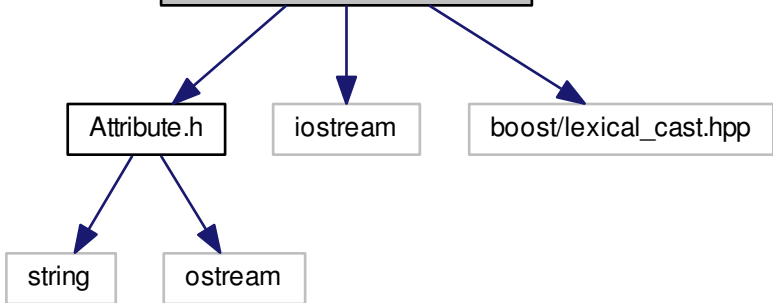 Attribute.h
iostream
boost/lexical_cast.hpp
string
ostream